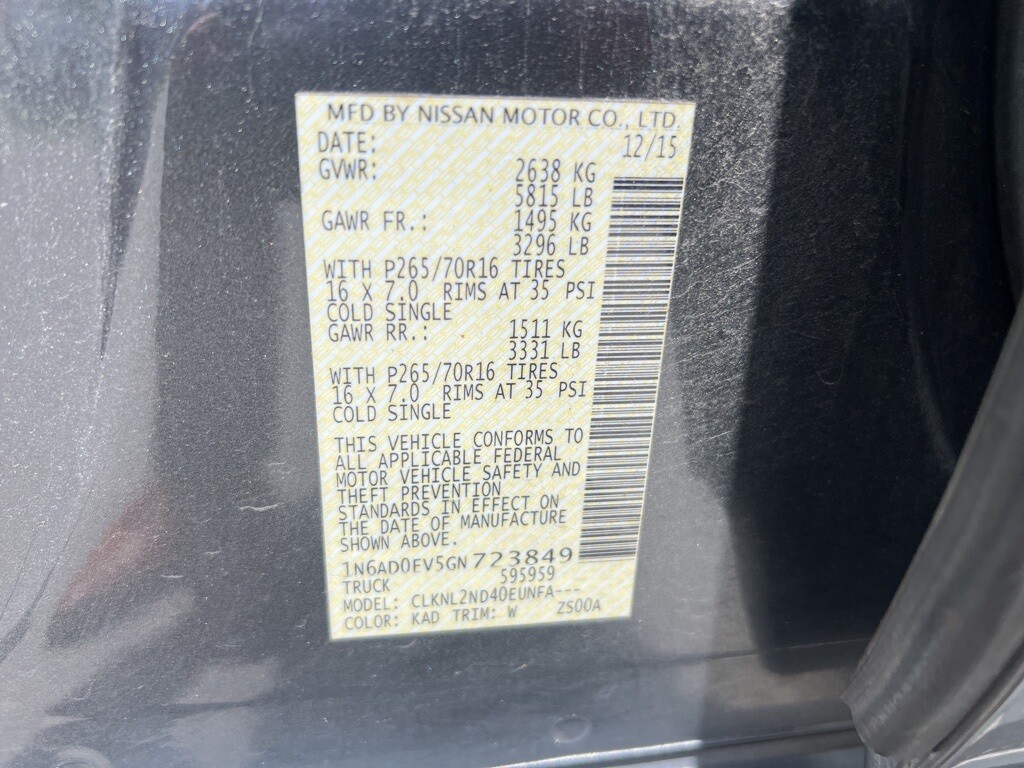 MFD BY NISSAN MOTOR CO., LTD.
DATE: 12/15
GVWR: 2638 KG
5815 LB
GAWR FR.: 1495 KG
3296 LB
WITH P265/70R16 TIRES
16 X 7.0 RIMS AT 35 PSI
COLD SINGLE
GAWR RR.: 1511 KG
3331 LB
WITH P265/70R16 TIRES
16 X 7.0 RIMS AT 35 PSI
COLD SINGLE
THIS VEHICLE CONFORMS TO
ALL APPLICABLE FEDERAL
MOTOR VEHICLE SAFETY AND
THEFT PREVENTION
STANDARDS IN EFFECT ON
THE DATE OF MANUFACTURE
SHOWN ABOVE.
1N6AD0EV5GN723849
TRUCK 595959
MODEL: CLKNL2ND40EUNFA---
COLOR: KAD TRIM: W ZS00A